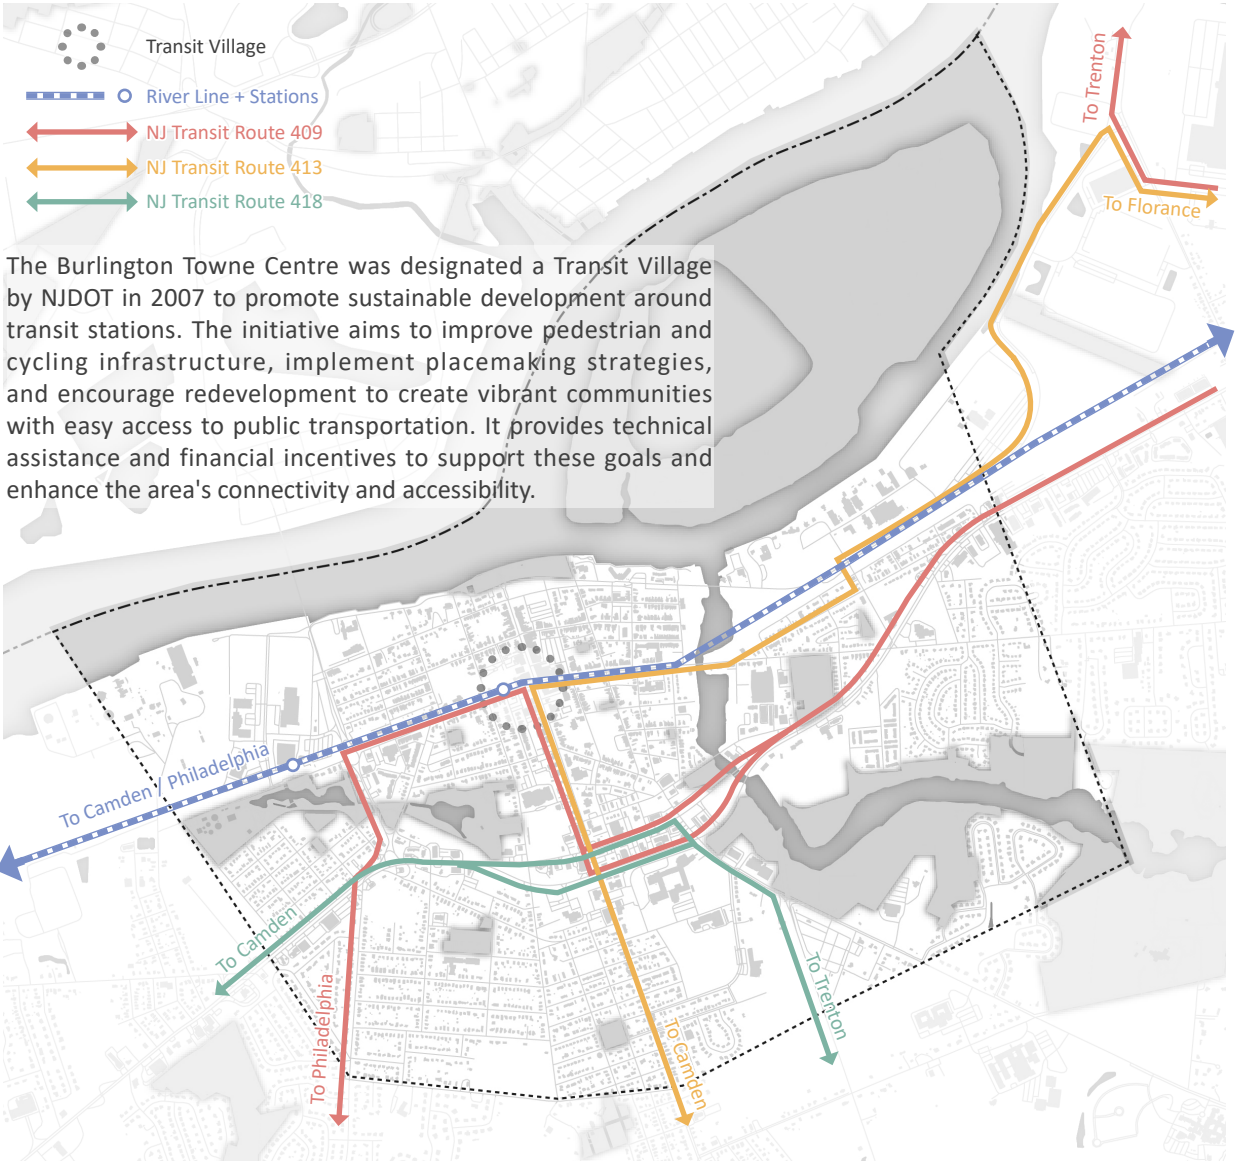 Transit Village
River Line + Stations
NJ Transit Route 409
NJ Transit Route 413
NJ Transit Route 418
To Trenton
To Florance
The Burlington Towne Centre was designated a Transit Village
by NJDOT in 2007 to promote sustainable development around
transit stations. The initiative aims to improve pedestrian and
cycling infrastructure, implement placemaking strategies,
and encourage redevelopment to create vibrant communities
with easy access to public transportation. It provides technical
assistance and financial incentives to support these goals and
enhance the area's connectivity and accessibility.
To Camden / Philadelphia
To Camden
To Philadelphia
To Camden
To Trenton